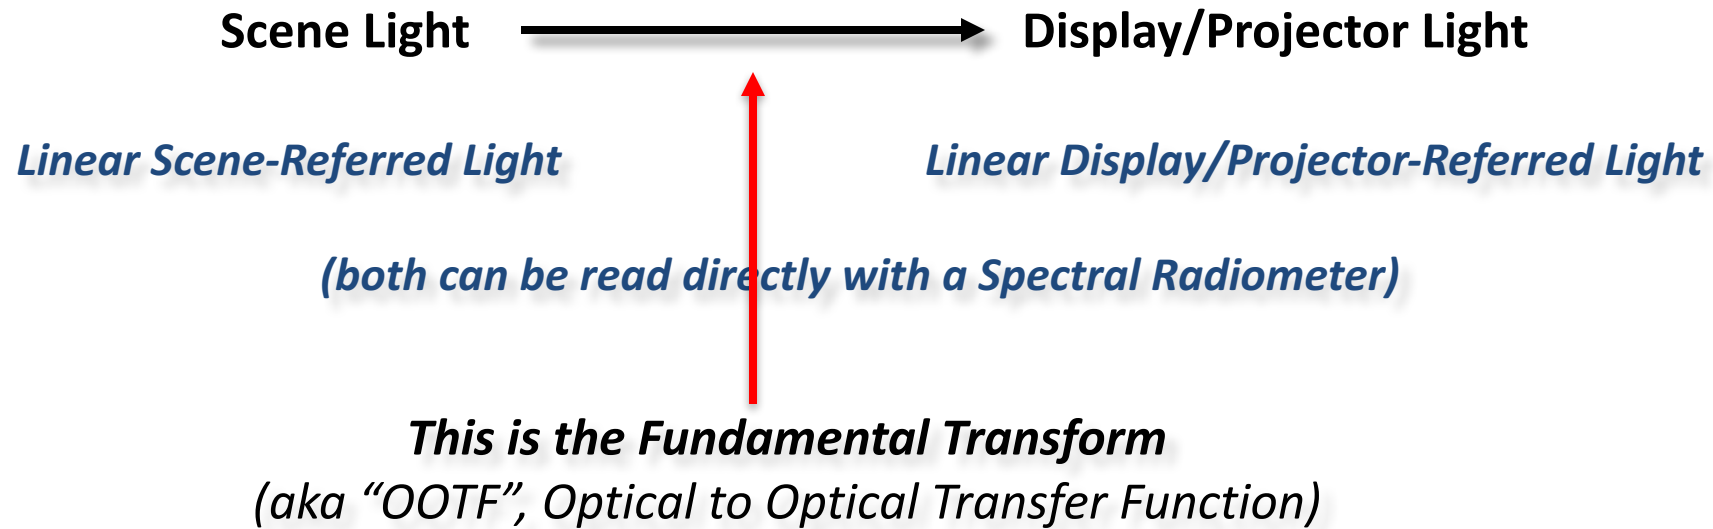 Scene Light
Display/Projector Light
Linear Scene-Referred Light
Linear Display/Projector-Referred Light
(both can be read directly with a Spectral Radiometer)
This is the Fundamental Transform
(aka “OOTF”, Optical to Optical Transfer Function)